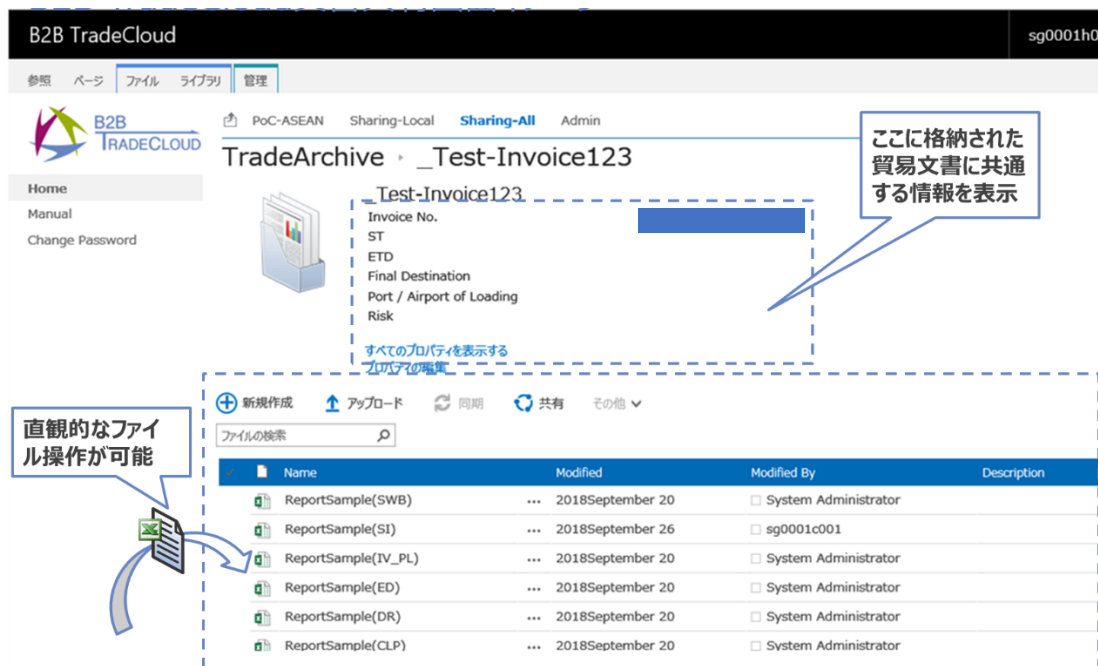 B2B TradeCloud
sg0001h0
参照 ページ ファイル ライブラリ 管理
B2B
TRADECLOUD
PoC-ASEAN Sharing-Local Sharing-All Admin
TradeArchive ▸ _Test-Invoice123
ここに格納された
貿易文書に共通
する情報を表示
Home
Manual
Change Password
_Test-Invoice123
Invoice No.
ST
ETD
Final Destination
Port / Airport of Loading
Risk
すべてのプロパティを表示する
プロパティの編集
新規作成 アップロード 同期 共有 その他
ファイルの検索
直観的なファイ
ル操作が可能
Name Modified Modified By Description
ReportSample(SWB) ... 2018September 20 System Administrator
ReportSample(SI) ... 2018September 26 sg0001c001
ReportSample(IV_PL) ... 2018September 20 System Administrator
ReportSample(ED) ... 2018September 20 System Administrator
ReportSample(DR) ... 2018September 20 System Administrator
ReportSample(CLP) ... 2018September 20 System Administrator